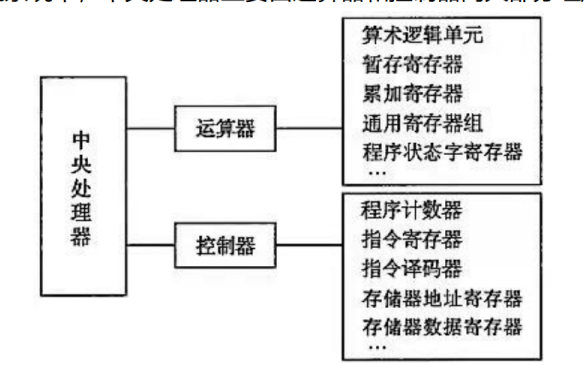 中央处理器
运算器
算术逻辑单元
暂存寄存器
累加寄存器
通用寄存器组
程序状态字寄存器
…
控制器
程序计数器
指令寄存器
指令译码器
存储器地址寄存器
存储器数据寄存器
…